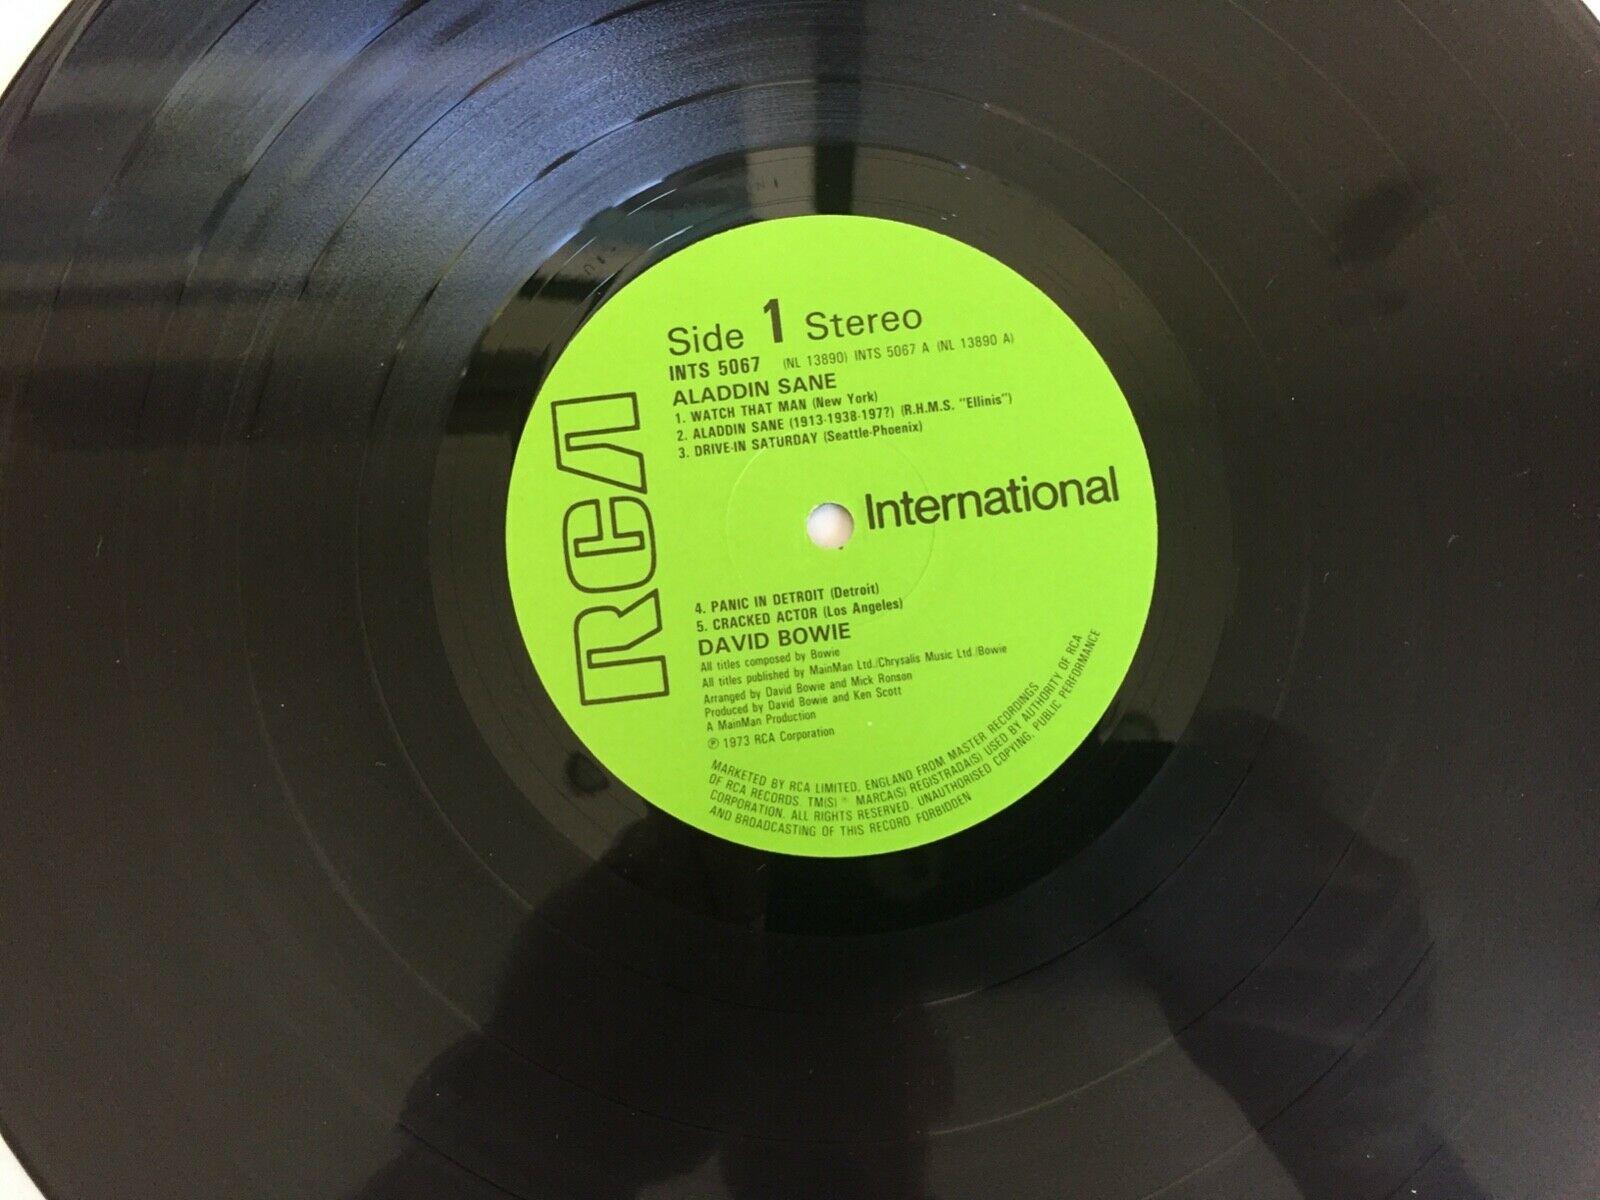 RCA
Side 1 Stereo
INTS 5067 (NL 13890) INTS 5067 A (NL 13890 A)
ALADDIN SANE
1. WATCH THAT MAN (New York)
2. ALADDIN SANE (1913-1938-197?) (R.H.M.S. "Ellinis")
3. DRIVE-IN SATURDAY (Seattle-Phoenix)
International
4. PANIC IN DETROIT (Detroit)
5. CRACKED ACTOR (Los Angeles)
DAVID BOWIE
All titles composed by Bowie
All titles published by MainMan Ltd./Chrysalis Music Ltd./Bowie
Arranged by David Bowie and Mick Ronson
Produced by David Bowie and Ken Scott
A MainMan Production
℗ 1973 RCA Corporation
MARKETED BY RCA LIMITED, ENGLAND FROM MASTER RECORDINGS
OF RCA RECORDS. TM(S) ® MARCA(S) REGISTRADA(S) USED BY AUTHORITY OF RCA
CORPORATION. ALL RIGHTS RESERVED. UNAUTHORISED COPYING, PUBLIC PERFORMANCE
AND BROADCASTING OF THIS RECORD FORBIDDEN